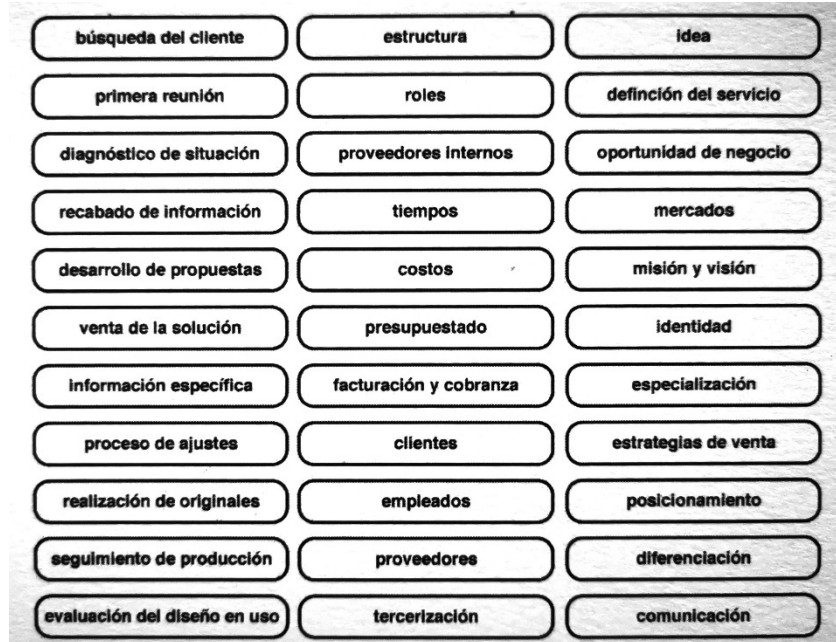 búsqueda del cliente
estructura
idea
primera reunión
roles
definción del servicio
diagnóstico de situación
proveedores internos
oportunidad de negocio
recabado de información
tiempos
mercados
desarrollo de propuestas
costos
misión y visión
venta de la solución
presupuestado
identidad
información específica
facturación y cobranza
especialización
proceso de ajustes
clientes
estrategias de venta
realización de originales
empleados
posicionamiento
seguimiento de producción
proveedores
diferenciación
evaluación del diseño en uso
tercerización
comunicación